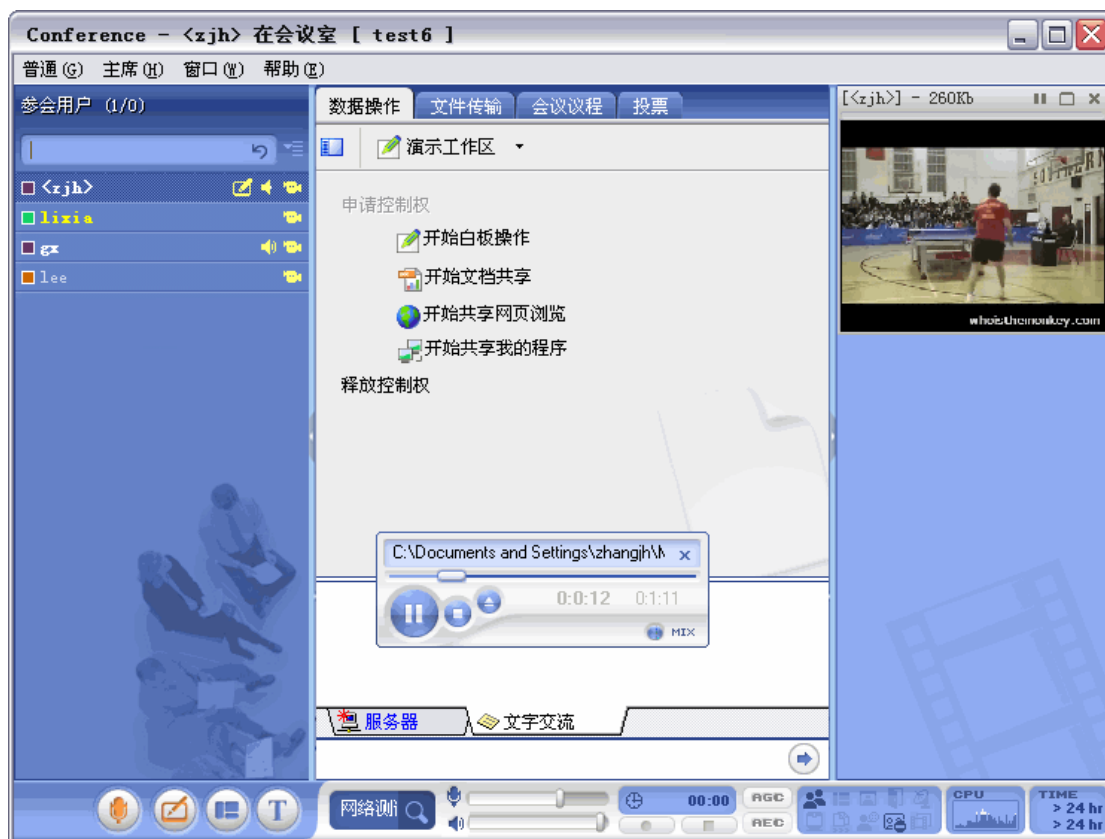 Conference - <zjh> 在会议室 [ test6 ]
普通(G) 主席(H) 窗口(W) 帮助(E)
参会用户 (1/0)
<zjh>
lixia
gx
lee
数据操作 文件传输 会议议程 投票
演示工作区
申请控制权
开始白板操作
开始文档共享
开始共享网页浏览
开始共享我的程序
释放控制权
C:\Documents and Settings\zhangjh\M
0:0:12 0:1:11
MIX
服务器 文字交流
[<zjh>] - 260Kb
SOUTHERN
whoisthemonkey.com
T
网络测
00:00
AGC
AEC
CPU
TIME
> 24 hr
> 24 hr